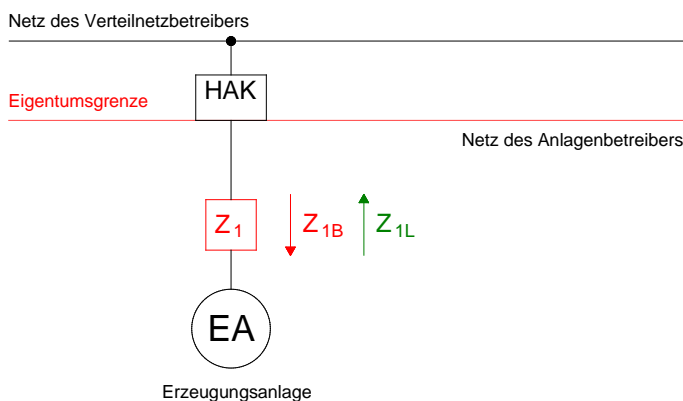 Netz des Verteilnetzbetreibers
HAK
Eigentumsgrenze
Netz des Anlagenbetreibers
Z1 Z1B Z1L
EA
Erzeugungsanlage